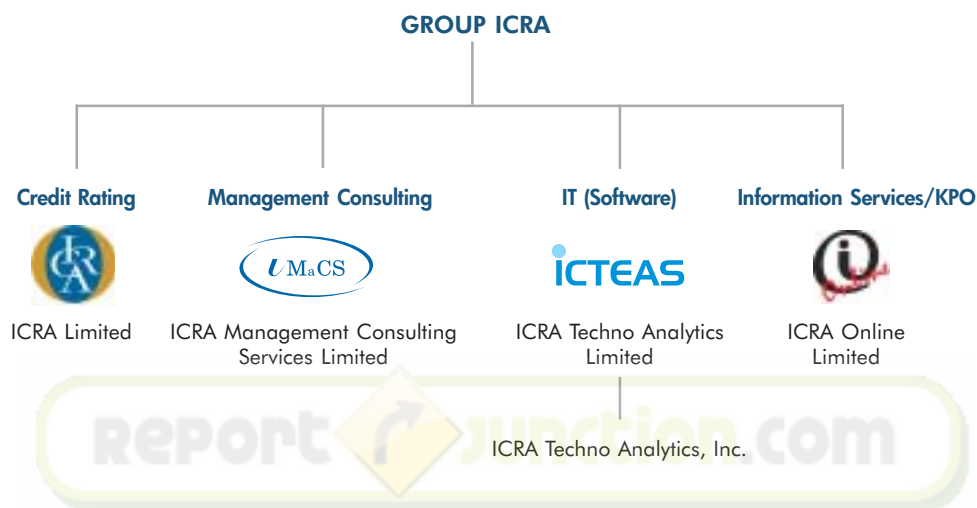 GROUP ICRA
Credit Rating
Management Consulting
IT (Software)
Information Services/KPO
ICRA
iMaCS
iCTEAS
i
ICRA Limited
ICRA Management Consulting
Services Limited
ICRA Techno Analytics
Limited
ICRA Online
Limited
ICRA Techno Analytics, Inc.
REPORT JUNCTION.COM